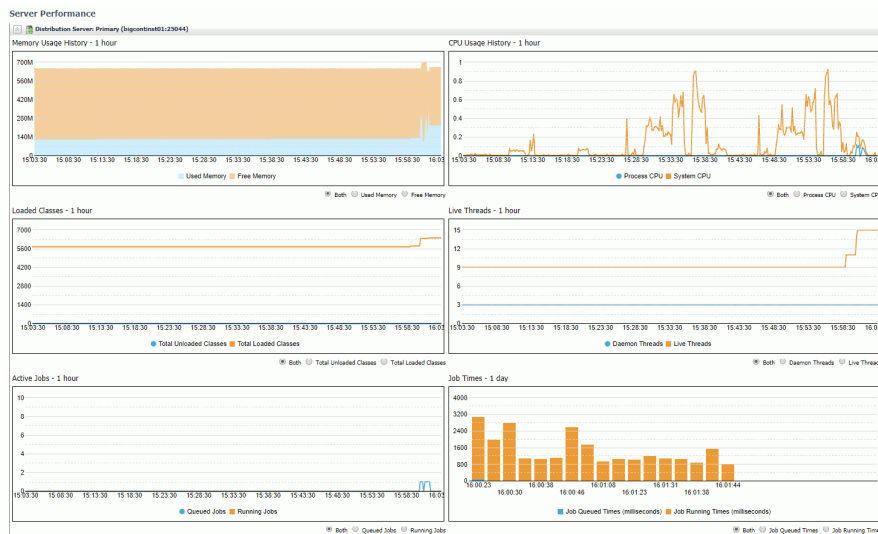 Server Performance
Distribution Server: Primary (bigcontinst01:25044)
Memory Usage History - 1 hour
700M
560M
420M
280M
140M
0
15:03:30 15:08:30 15:13:30 15:18:30 15:23:30 15:28:30 15:33:30 15:38:30 15:43:30 15:48:30 15:53:30 15:58:30 16:03
Used Memory Free Memory
Both Used Memory Free Memory
CPU Usage History - 1 hour
1
0.8
0.6
0.4
0.2
0
15:03:30 15:08:30 15:13:30 15:18:30 15:23:30 15:28:30 15:33:30 15:38:30 15:43:30 15:48:30 15:53:30 15:58:30 16:0
Process CPU System CPU
Both Process CPU System CP
Loaded Classes - 1 hour
7000
5600
4200
2800
1400
0
15:03:30 15:08:30 15:13:30 15:18:30 15:23:30 15:28:30 15:33:30 15:38:30 15:43:30 15:48:30 15:53:30 15:58:30 16:03
Total Unloaded Classes Total Loaded Classes
Both Total Unloaded Classes Total Loaded Classes
Live Threads - 1 hour
15
12
9
6
3
0
15:03:30 15:08:30 15:13:30 15:18:30 15:23:30 15:28:30 15:33:30 15:38:30 15:43:30 15:48:30 15:53:30 15:58:30 16:0
Daemon Threads Live Threads
Both Daemon Threads Live Threa
Active Jobs - 1 hour
10
8
6
4
2
0
15:03:30 15:08:30 15:13:30 15:18:30 15:23:30 15:28:30 15:33:30 15:38:30 15:43:30 15:48:30 15:53:30 15:58:30 16:03
Queued Jobs Running Jobs
Both Queued Jobs Running Jobs
Job Times - 1 day
4000
3200
2400
1600
800
16:00:23 16:00:38 16:01:08 16:01:31 16:01:44
16:00:30 16:00:46 16:01:23 16:01:38
Job Queued Times (milliseconds) Job Running Times (milliseconds)
Both Job Queued Times Job Running Times